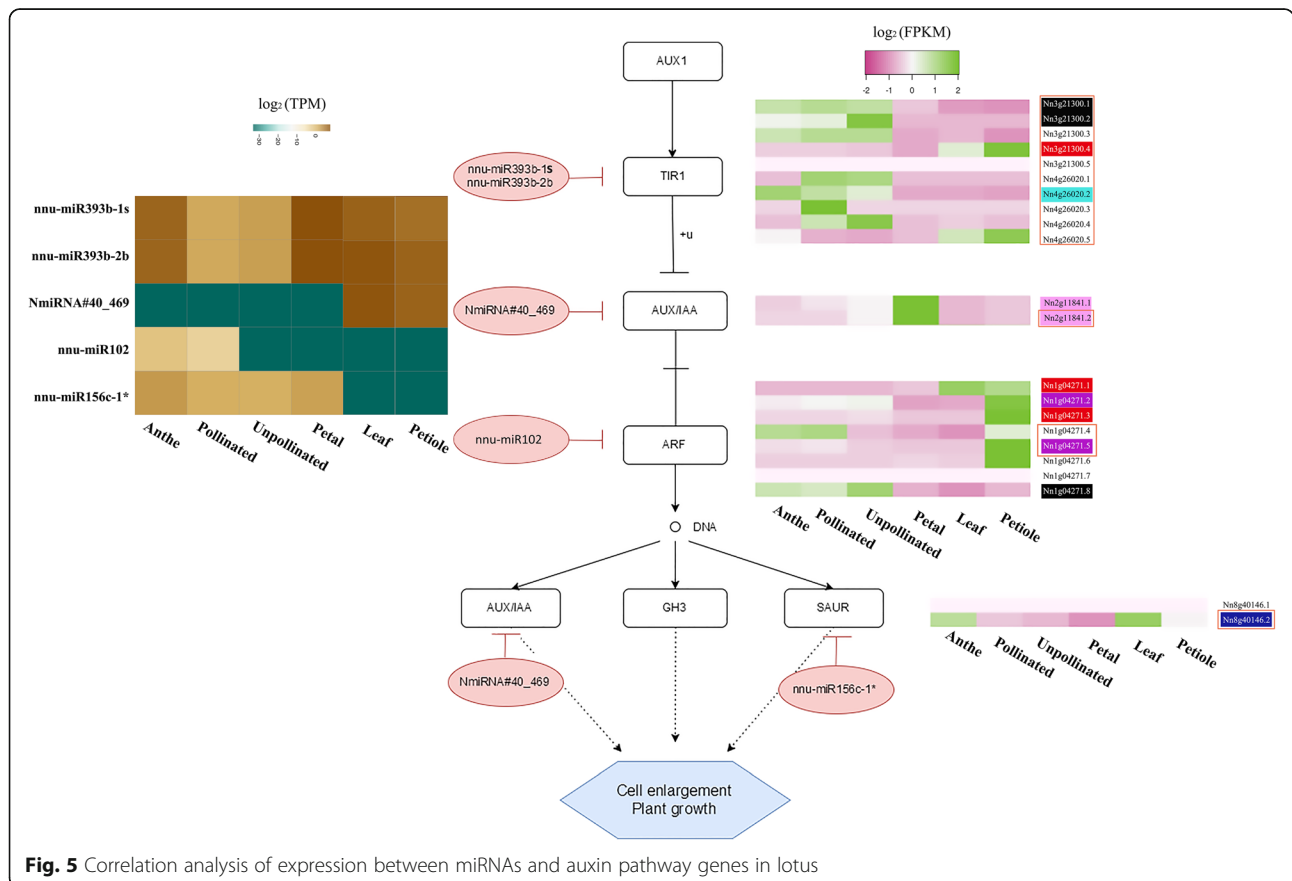 log₂ (TPM)
-30
-20
-10
0
nnu-miR393b-1s
nnu-miR393b-2b
NmiRNA#40_469
nnu-miR102
nnu-miR156c-1*
Anthe
Pollinated
Unpollinated
Petal
Leaf
Petiole
AUX1
nnu-miR393b-1s
nnu-miR393b-2b
TIR1
+u
NmiRNA#40_469
AUX/IAA
nnu-miR102
ARF
DNA
AUX/IAA
GH3
SAUR
NmiRNA#40_469
nnu-miR156c-1*
Cell enlargement
Plant growth
log₂ (FPKM)
-2 -1 0 1 2
Nn3g21300.1
Nn3g21300.2
Nn3g21300.3
Nn3g21300.4
Nn3g21300.5
Nn4g26020.1
Nn4g26020.2
Nn4g26020.3
Nn4g26020.4
Nn4g26020.5
Nn2g11841.1
Nn2g11841.2
Nn1g04271.1
Nn1g04271.2
Nn1g04271.3
Nn1g04271.4
Nn1g04271.5
Nn1g04271.6
Nn1g04271.7
Nn1g04271.8
Anthe
Pollinated
Unpollinated
Petal
Leaf
Petiole
Nn8g40146.1
Nn8g40146.2
Anthe
Pollinated
Unpollinated
Petal
Leaf
Petiole
Fig. 5 Correlation analysis of expression between miRNAs and auxin pathway genes in lotus